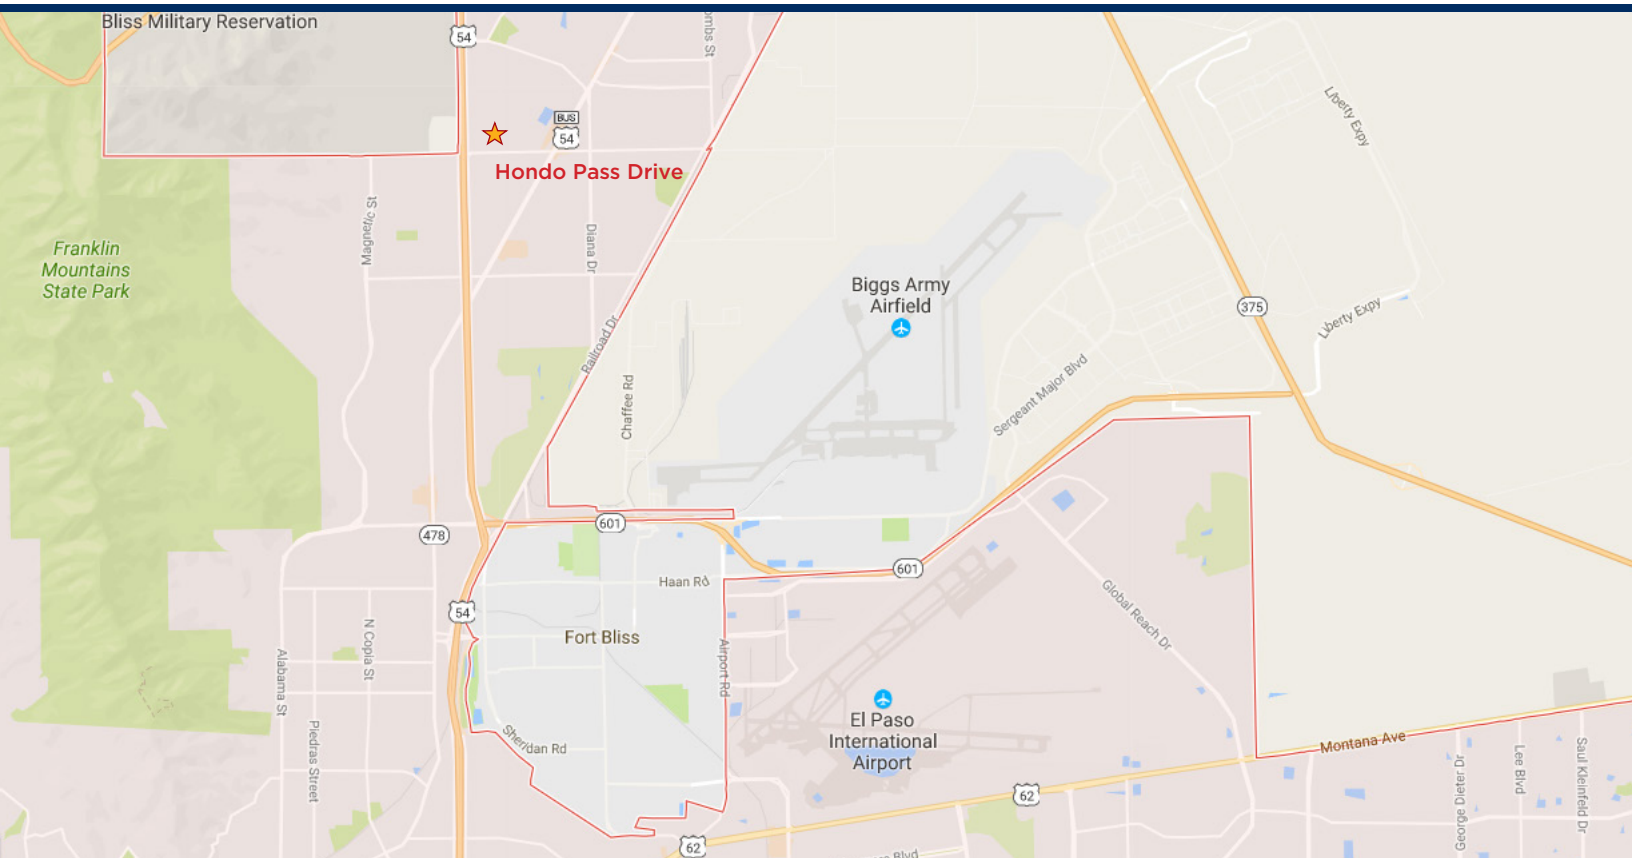 Bliss Military Reservation
54
ombs St
Liberty Expy
BUS
54
Hondo Pass Drive
Magnetic St
Diana Dr
Franklin
Mountains
State Park
Biggs Army
Airfield
375
Liberty Expy
Railroad Dr
Chaffee Rd
Sergeant Major Blvd
601
478
601
Haan Rd
Global Reach Dr
54
Fort Bliss
N Copia St
Alabama St
Airport Rd
El Paso
International
Airport
Piedras Street
Sheridan Rd
Montana Ave
George Dieter Dr
Lee Blvd
Saul Kleinfeld Dr
62
62
Blvd